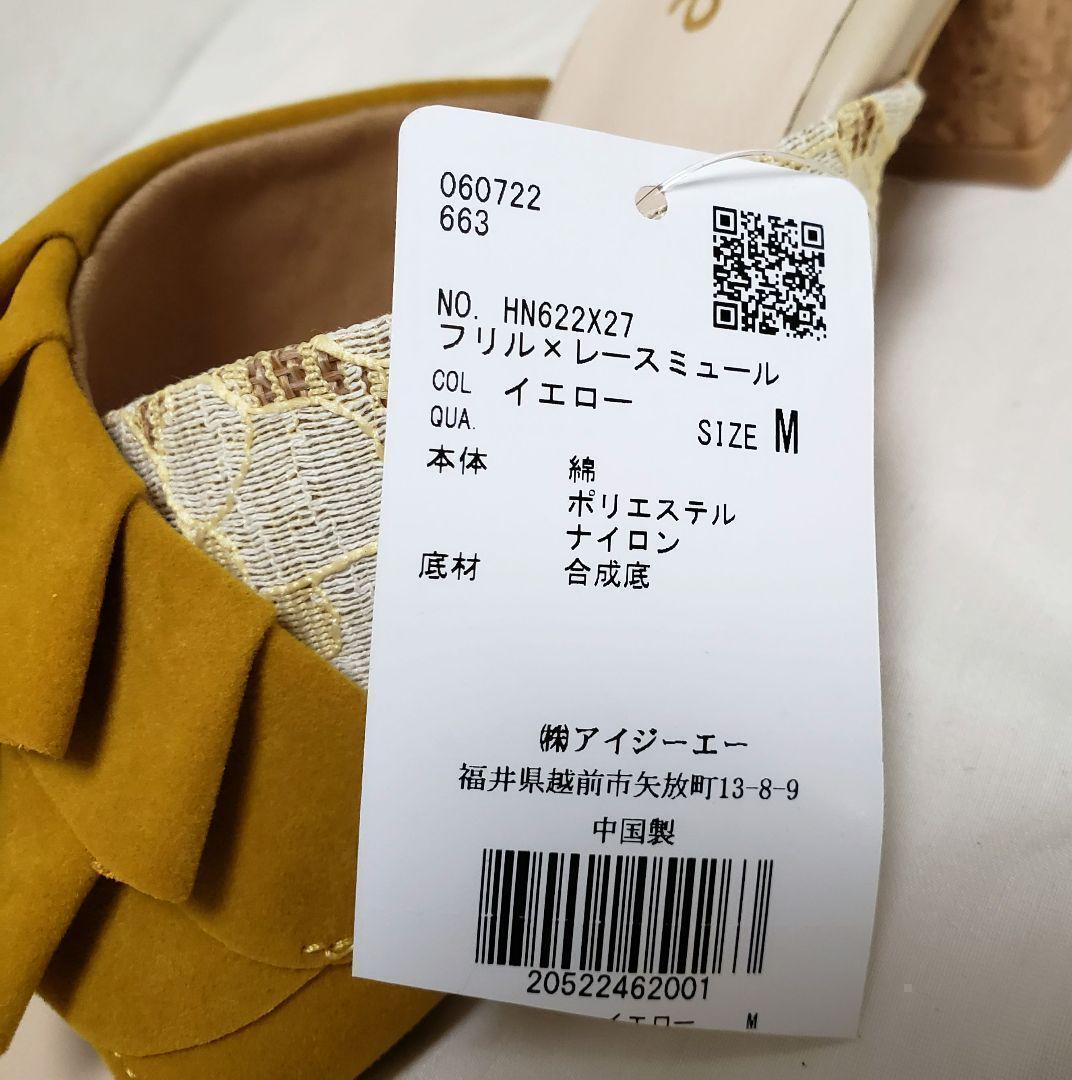 060722
663
NO. HN622X27
フリル×レースミュール
COL イエロー
QUA. SIZE M
本体 綿
ポリエステル
ナイロン
底材 合成底
㈱アイジーエー
福井県越前市矢放町13-8-9
中国製
20522462001
イエロー M